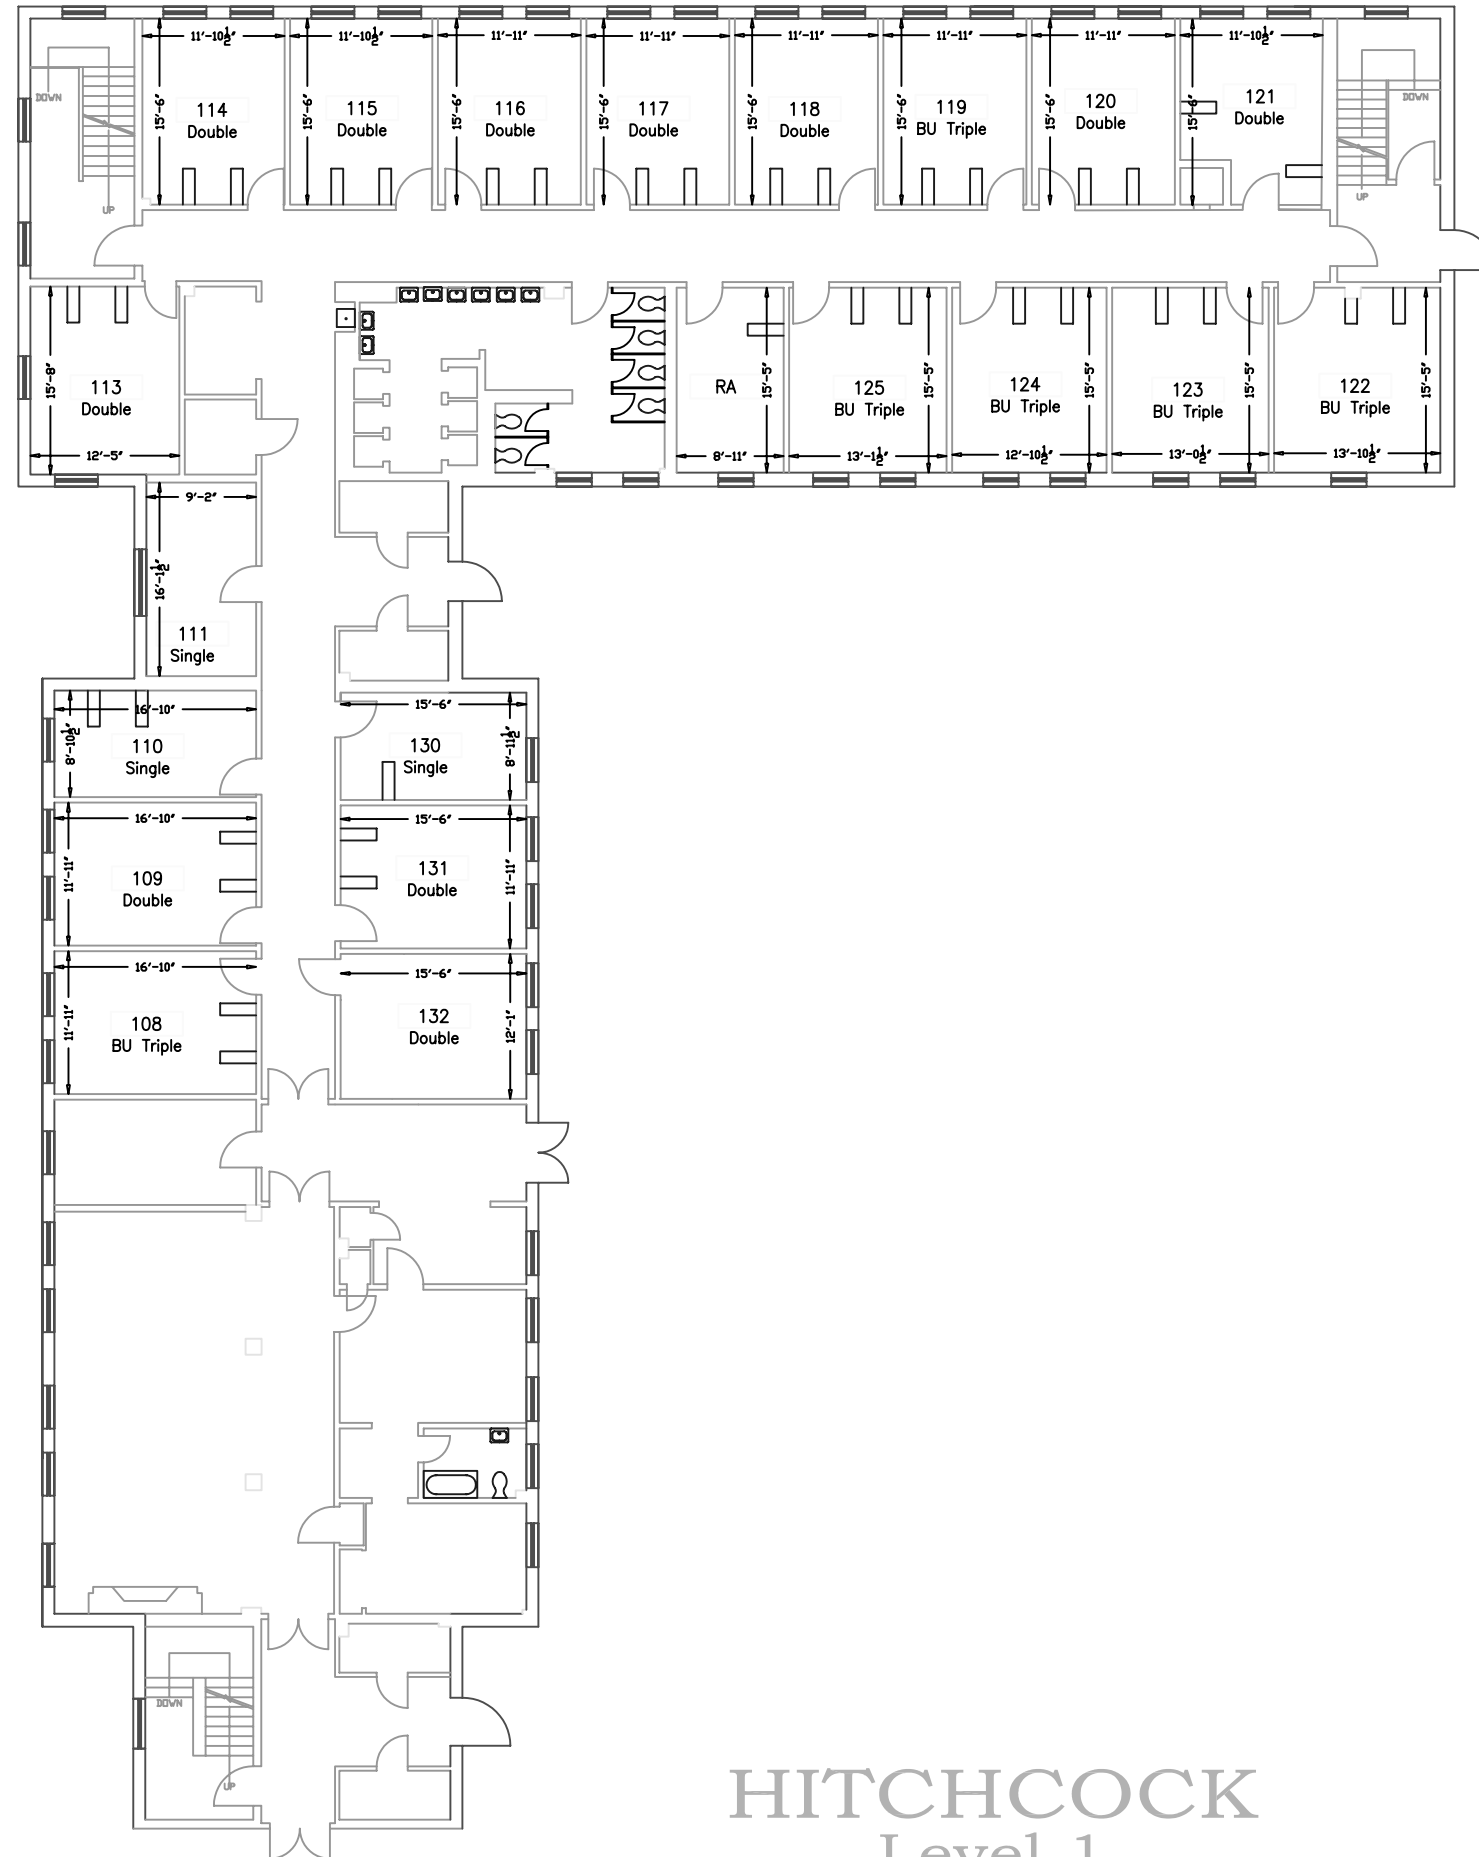 11'-10½"
11'-10½"
11'-11"
11'-11"
11'-11"
11'-11"
11'-11"
11'-10½"
DOWN
15'-6"
114
Double
15'-6"
115
Double
15'-6"
116
Double
15'-6"
117
Double
15'-6"
118
Double
15'-6"
119
BU Triple
15'-6"
120
Double
15'-6"
121
Double
DOWN
UP
UP
15'-8"
113
Double
12'-5"
RA
15'-5"
8'-11"
125
BU Triple
15'-5"
13'-1½"
124
BU Triple
15'-5"
12'-10½"
123
BU Triple
15'-5"
13'-0½"
122
BU Triple
15'-5"
13'-10½"
9'-2"
16'-1½"
111
Single
16'-10"
8'-10½"
110
Single
15'-6"
8'-11½"
130
Single
16'-10"
11'-11"
109
Double
15'-6"
11'-11"
131
Double
16'-10"
11'-11"
108
BU Triple
15'-6"
12'-1"
132
Double
DOWN
UP
HITCHCOCK
Level 1